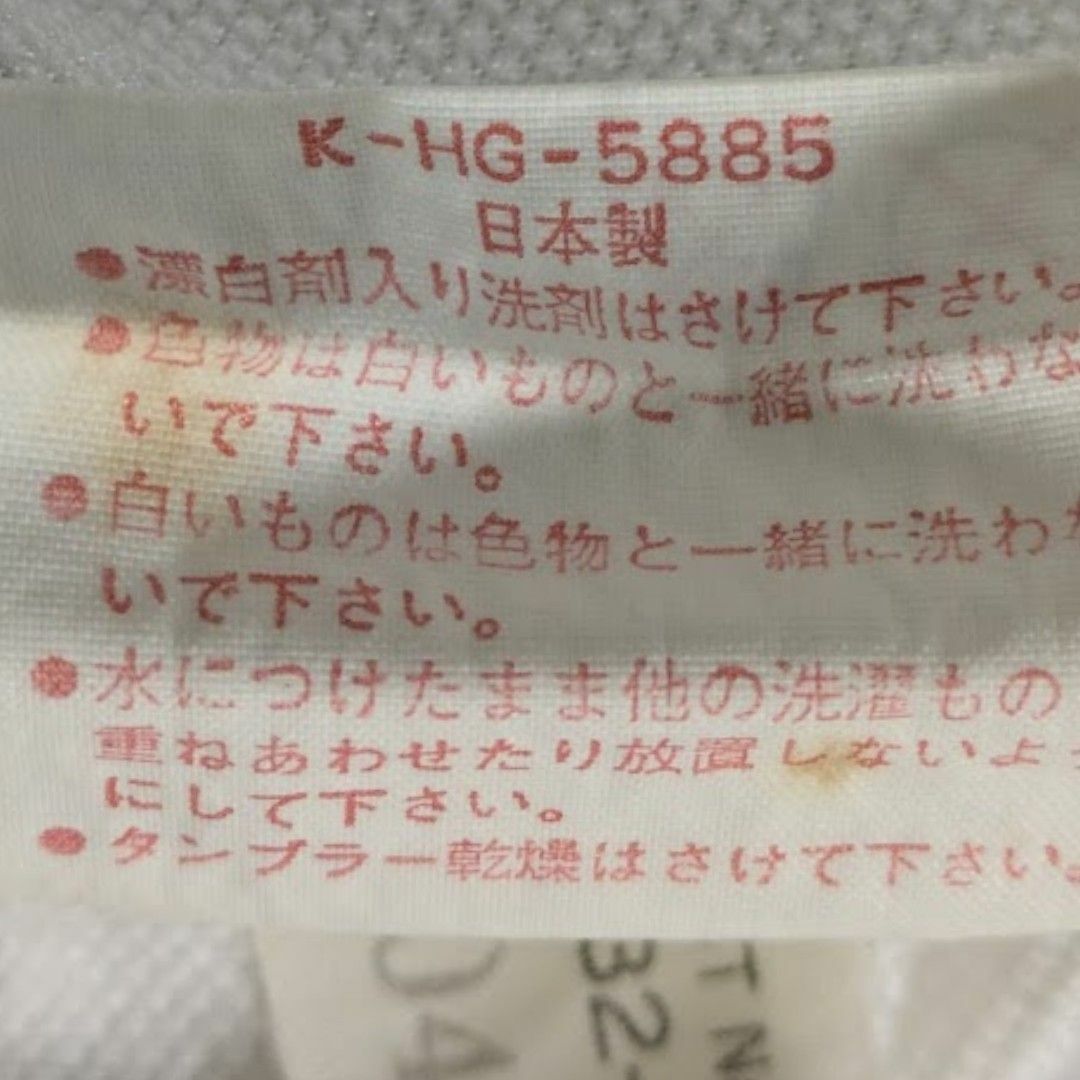 K-HG-5885
日本製
●漂白剤入り洗剤はさけて下さい。
●色物は白いものと一緒に洗わな
いで下さい。
●白いものは色物と一緒に洗わな
いで下さい。
●水につけたまま他の洗濯もの
重ねあわせたり放置しないよう
にして下さい。
●タンブラー乾燥はさけて下さい。
04
32-
TN